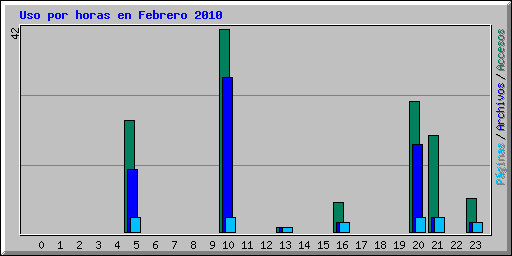 Uso por horas en Febrero 2010
42
Páginas / Archivos / Accesos
0 1 2 3 4 5 6 7 8 9 10 11 12 13 14 15 16 17 18 19 20 21 22 23